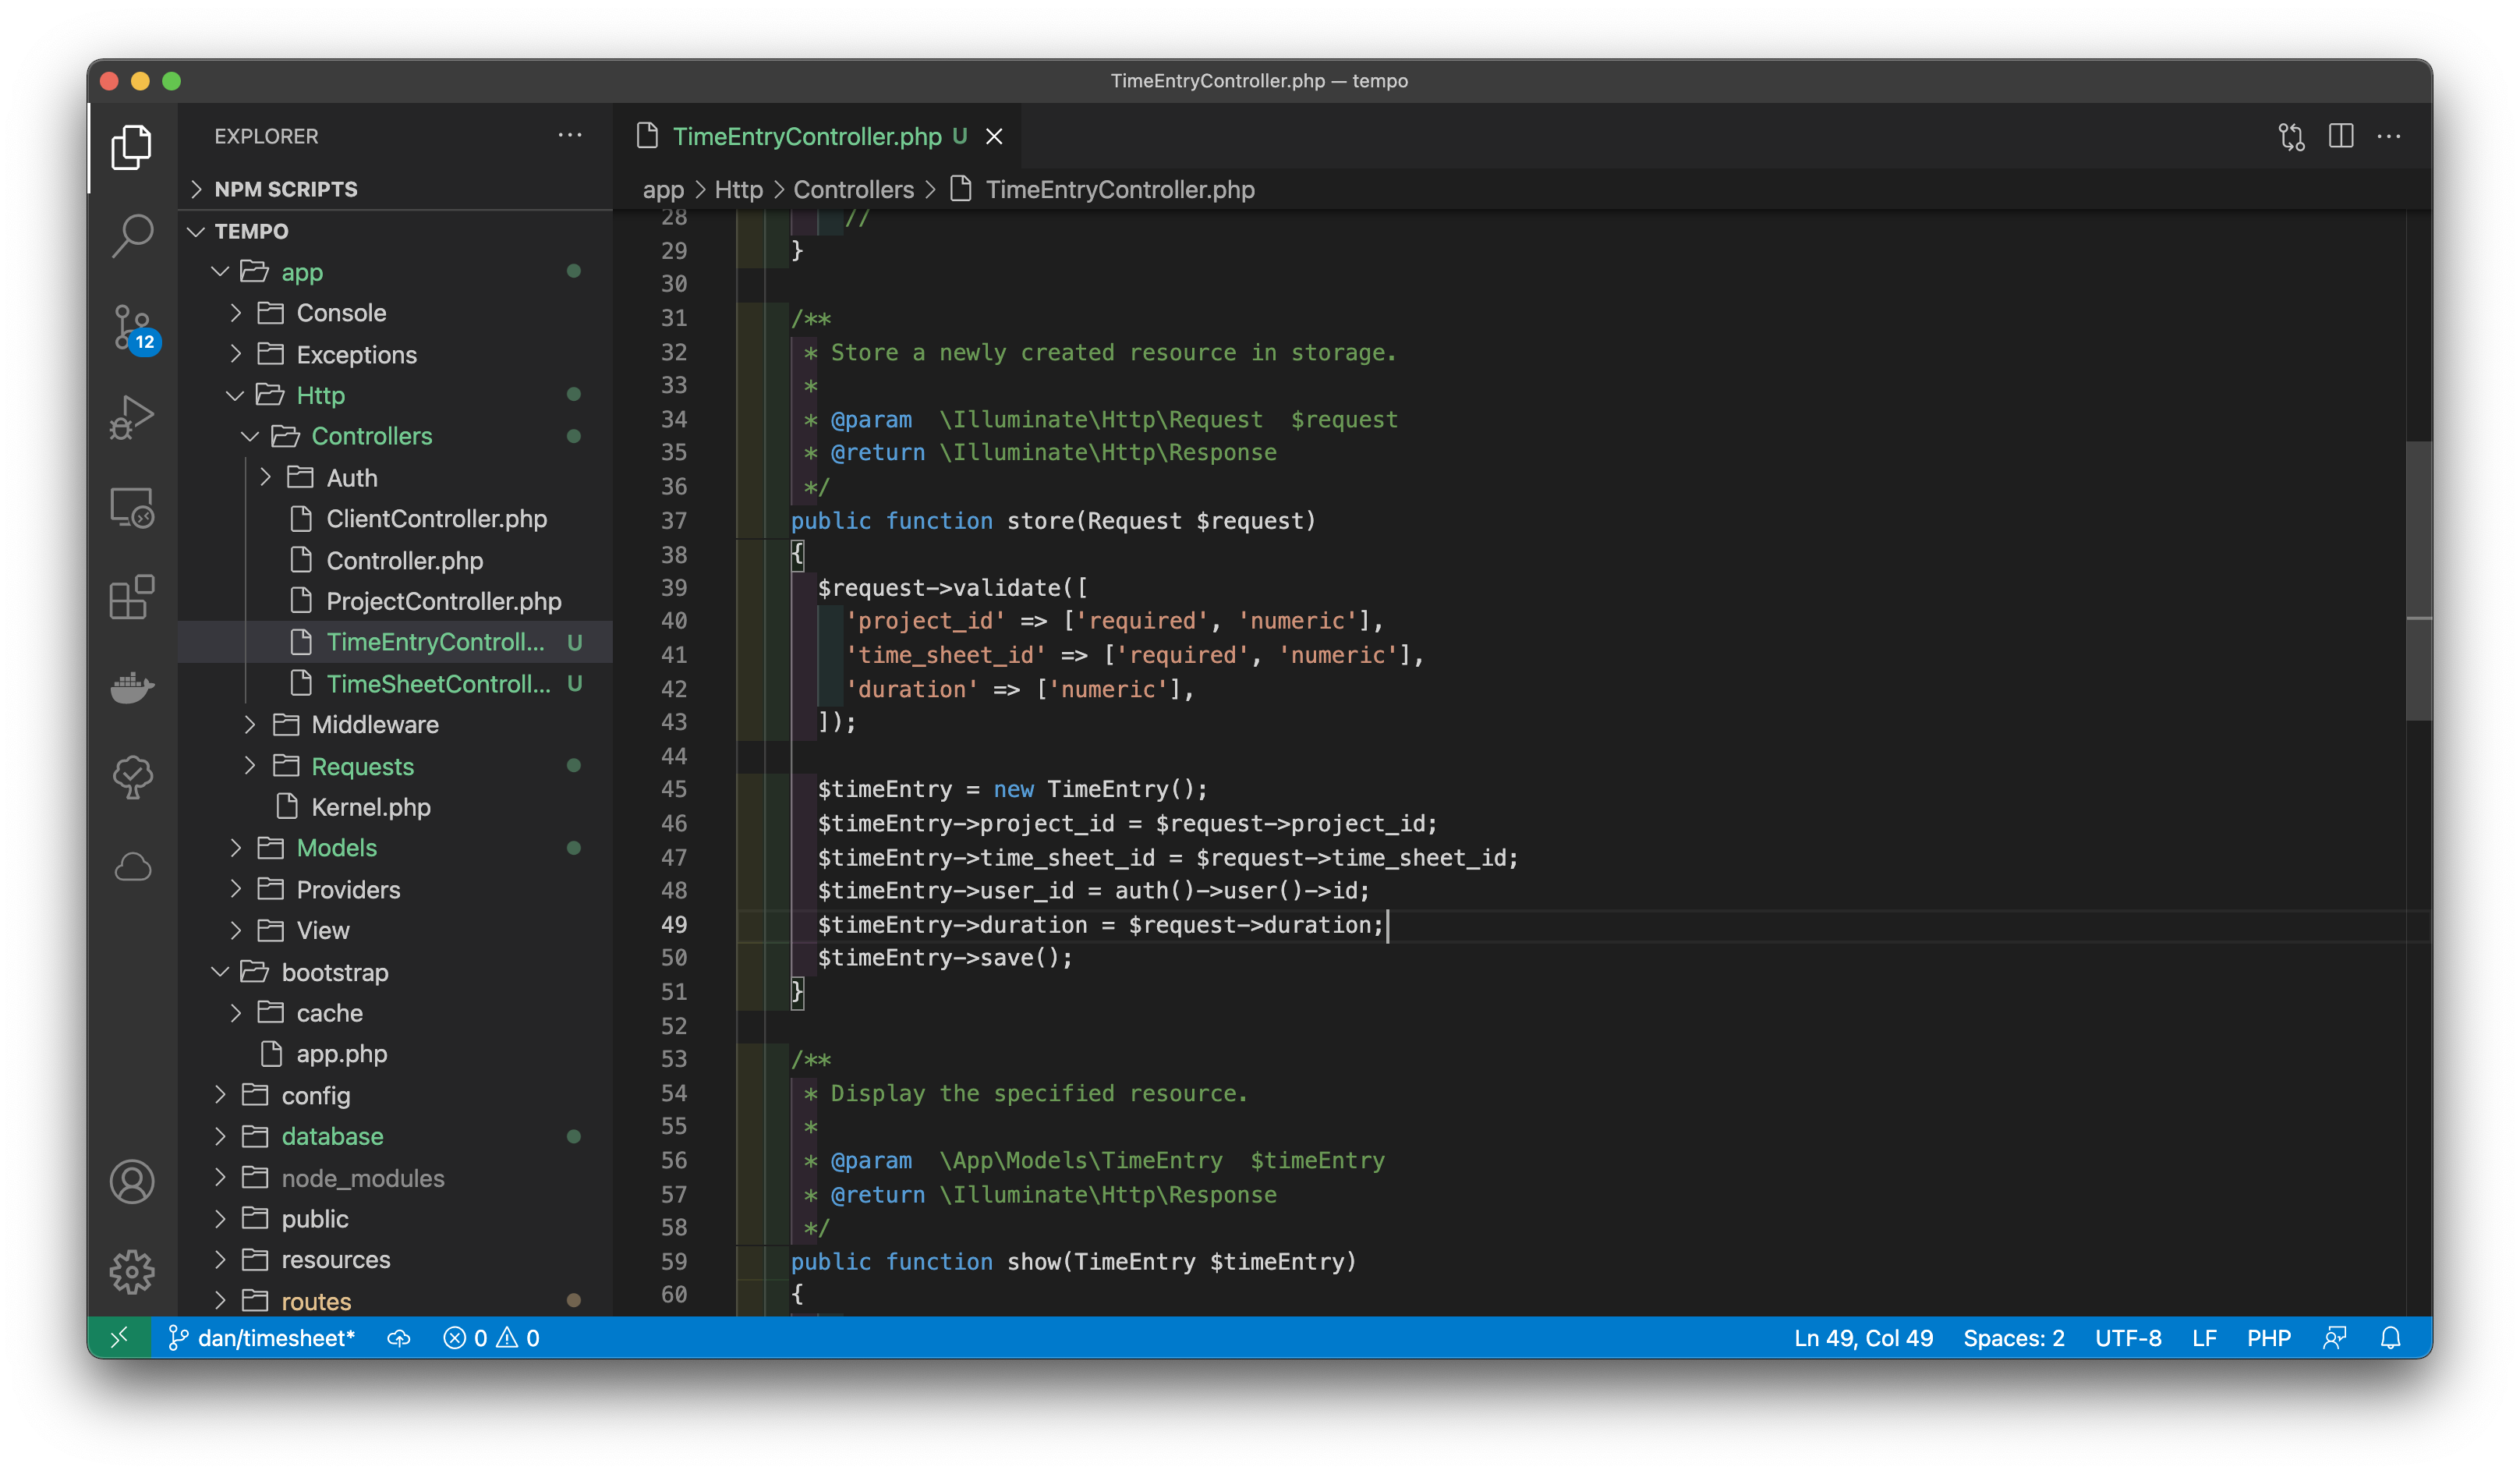 TimeEntryController.php — tempo
EXPLORER
NPM SCRIPTS
TEMPO
app
Console
Exceptions
Http
Controllers
Auth
ClientController.php
Controller.php
ProjectController.php
TimeEntryControll... U
TimeSheetControll... U
Middleware
Requests
Kernel.php
Models
Providers
View
bootstrap
cache
app.php
config
database
node_modules
public
resources
routes
12
TimeEntryController.php U
app > Http > Controllers > TimeEntryController.php
28 //
29 }
30
31 /**
32 * Store a newly created resource in storage.
33 *
34 * @param  \Illuminate\Http\Request  $request
35 * @return \Illuminate\Http\Response
36 */
37 public function store(Request $request)
38 {
39 $request->validate([
40 'project_id' => ['required', 'numeric'],
41 'time_sheet_id' => ['required', 'numeric'],
42 'duration' => ['numeric'],
43 ]);
44
45 $timeEntry = new TimeEntry();
46 $timeEntry->project_id = $request->project_id;
47 $timeEntry->time_sheet_id = $request->time_sheet_id;
48 $timeEntry->user_id = auth()->user()->id;
49 $timeEntry->duration = $request->duration;
50 $timeEntry->save();
51 }
52
53 /**
54 * Display the specified resource.
55 *
56 * @param  \App\Models\TimeEntry  $timeEntry
57 * @return \Illuminate\Http\Response
58 */
59 public function show(TimeEntry $timeEntry)
60 {
dan/timesheet* 0 0 Ln 49, Col 49 Spaces: 2 UTF-8 LF PHP